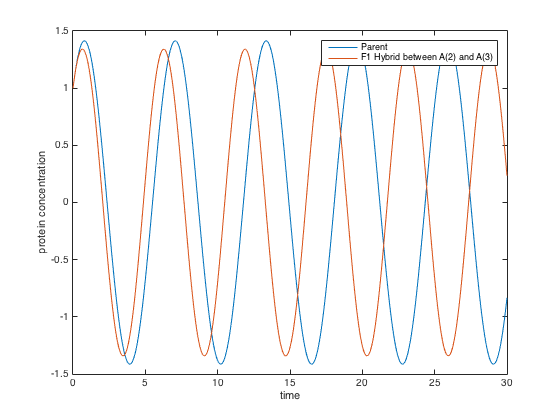 1.5
Parent
F1 Hybrid between A(2) and A(3)
1
0.5
protein concentration
0
-0.5
-1
-1.5
0 5 10 15 20 25 30
time